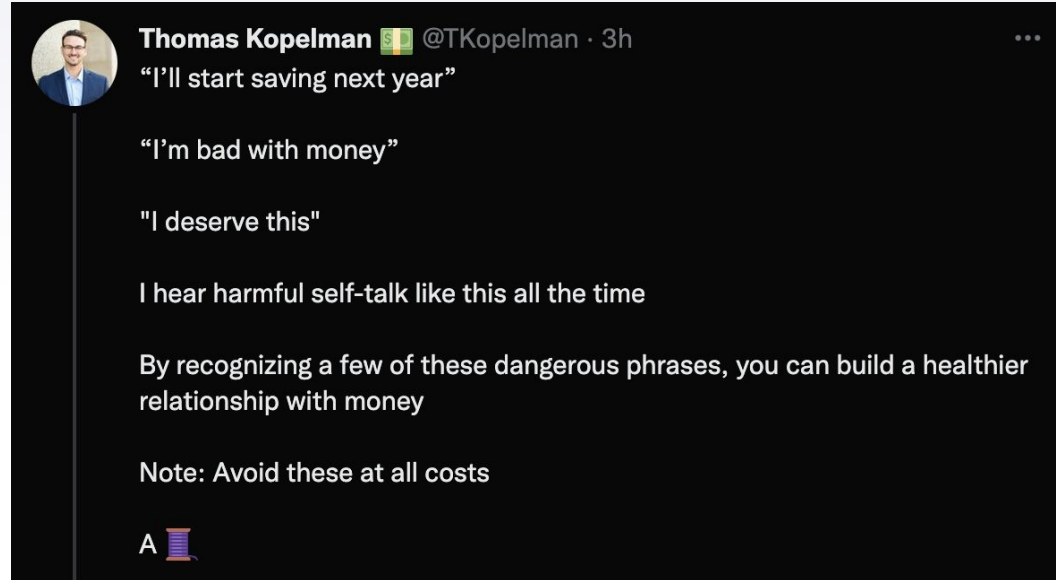 Thomas Kopelman 💵 @TKopelman · 3h
“I’ll start saving next year”
“I’m bad with money”
"I deserve this"
I hear harmful self-talk like this all the time
By recognizing a few of these dangerous phrases, you can build a healthier
relationship with money
Note: Avoid these at all costs
A 🧵